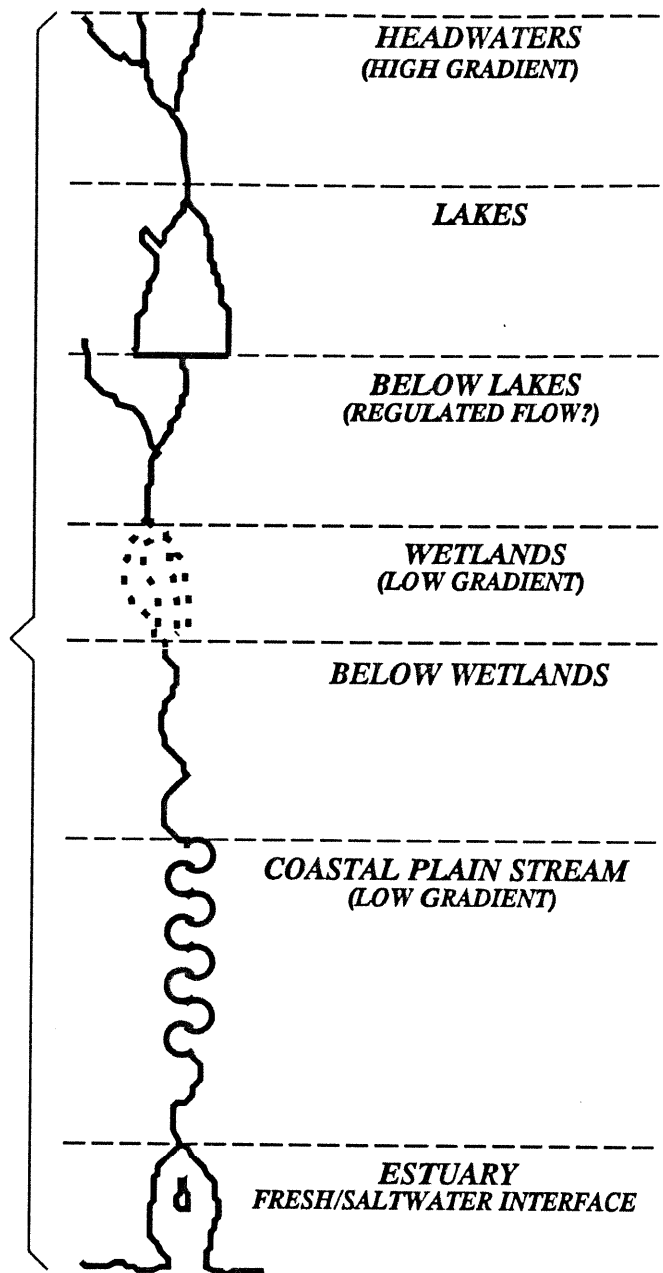 HEADWATERS
(HIGH GRADIENT)
LAKES
BELOW LAKES
(REGULATED FLOW?)
WETLANDS
(LOW GRADIENT)
BELOW WETLANDS
COASTAL PLAIN STREAM
(LOW GRADIENT)
ESTUARY
FRESH/SALTWATER INTERFACE